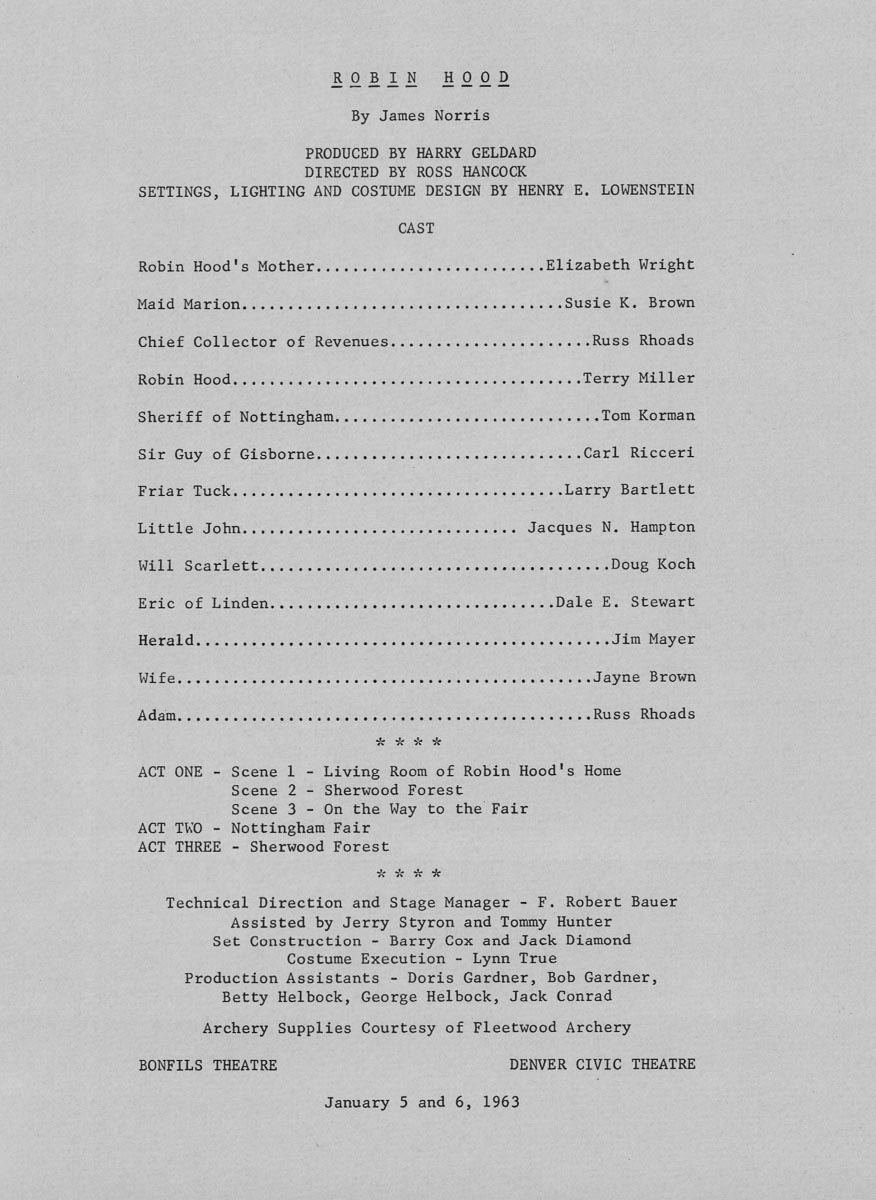 ROBIN HOOD
By James Norris
PRODUCED BY HARRY GELDARD
DIRECTED BY ROSS HANCOCK
SETTINGS, LIGHTING AND COSTUME DESIGN BY HENRY E. LOWENSTEIN
CAST
Robin Hood's Mother.........................Elizabeth Wright
Maid Marion...................................Susie K. Brown
Chief Collector of Revenues......................Russ Rhoads
Robin Hood......................................Terry Miller
Sheriff of Nottingham.............................Tom Korman
Sir Guy of Gisborne.............................Carl Ricceri
Friar Tuck....................................Larry Bartlett
Little John.............................. Jacques N. Hampton
Will Scarlett......................................Doug Koch
Eric of Linden...............................Dale E. Stewart
Herald.............................................Jim Mayer
Wife.............................................Jayne Brown
Adam.............................................Russ Rhoads
* * * *
ACT ONE - Scene 1 - Living Room of Robin Hood's Home
Scene 2 - Sherwood Forest
Scene 3 - On the Way to the Fair
ACT TWO - Nottingham Fair
ACT THREE - Sherwood Forest
* * * *
Technical Direction and Stage Manager - F. Robert Bauer
Assisted by Jerry Styron and Tommy Hunter
Set Construction - Barry Cox and Jack Diamond
Costume Execution - Lynn True
Production Assistants - Doris Gardner, Bob Gardner,
Betty Helbock, George Helbock, Jack Conrad
Archery Supplies Courtesy of Fleetwood Archery
BONFILS THEATRE DENVER CIVIC THEATRE
January 5 and 6, 1963